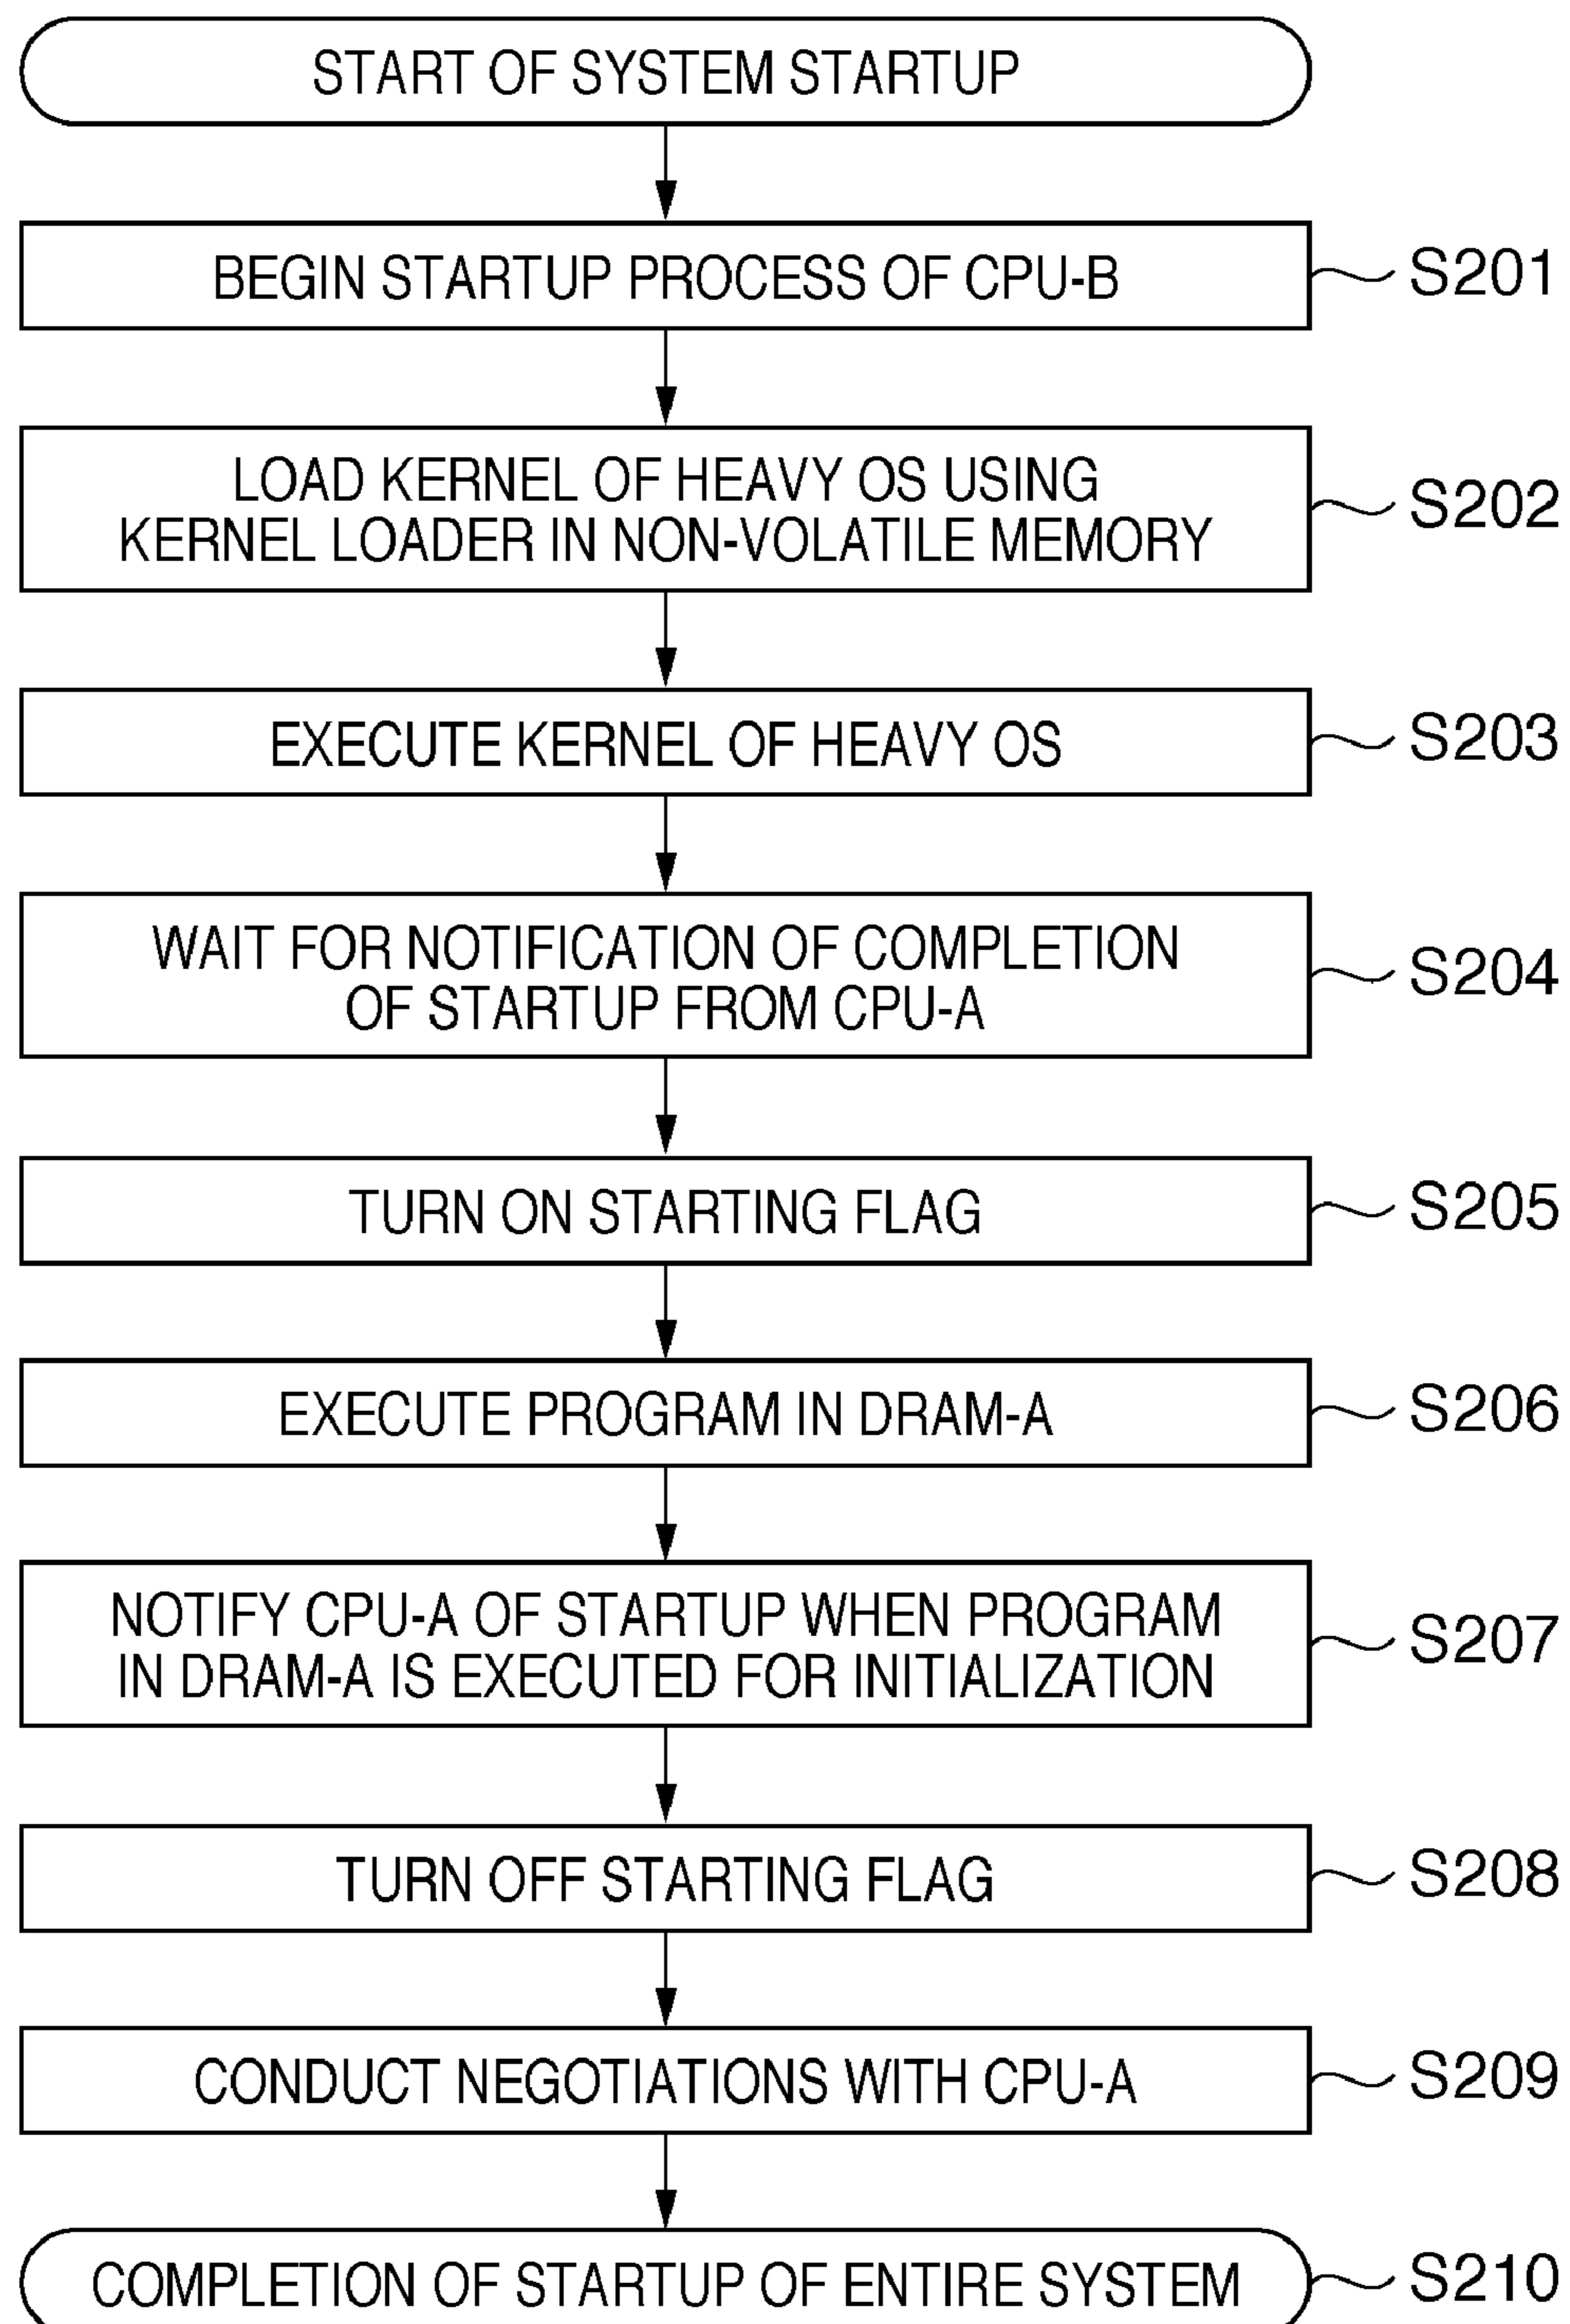 START OF SYSTEM STARTUP
BEGIN STARTUP PROCESS OF CPU-B
S201
LOAD KERNEL OF HEAVY OS USING
KERNEL LOADER IN NON-VOLATILE MEMORY
S202
EXECUTE KERNEL OF HEAVY OS
S203
WAIT FOR NOTIFICATION OF COMPLETION
OF STARTUP FROM CPU-A
S204
TURN ON STARTING FLAG
S205
EXECUTE PROGRAM IN DRAM-A
S206
NOTIFY CPU-A OF STARTUP WHEN PROGRAM
IN DRAM-A IS EXECUTED FOR INITIALIZATION
S207
TURN OFF STARTING FLAG
S208
CONDUCT NEGOTIATIONS WITH CPU-A
S209
COMPLETION OF STARTUP OF ENTIRE SYSTEM
S210